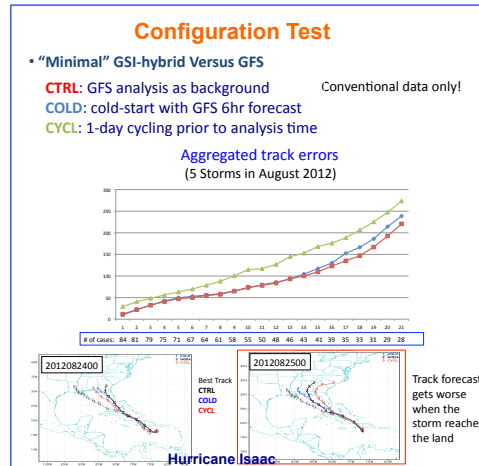 Configuration Test
• “Minimal” GSI-hybrid Versus GFS
CTRL: GFS analysis as background
Conventional data only!
COLD: cold-start with GFS 6hr forecast
CYCL: 1-day cycling prior to analysis time
Aggregated track errors
(5 Storms in August 2012)
300
250
200
150
100
50
0
1 2 3 4 5 6 7 8 9 10 11 12 13 14 15 16 17 18 19 20 21
# of cases: 84 81 79 75 71 67 64 61 58 55 50 48 46 43 41 39 35 33 31 29 28
2012082400
Best Track
CTRL
COLD
CYCL
2012082500
Track forecast
gets worse
when the
storm reache
the land
Hurricane Isaac